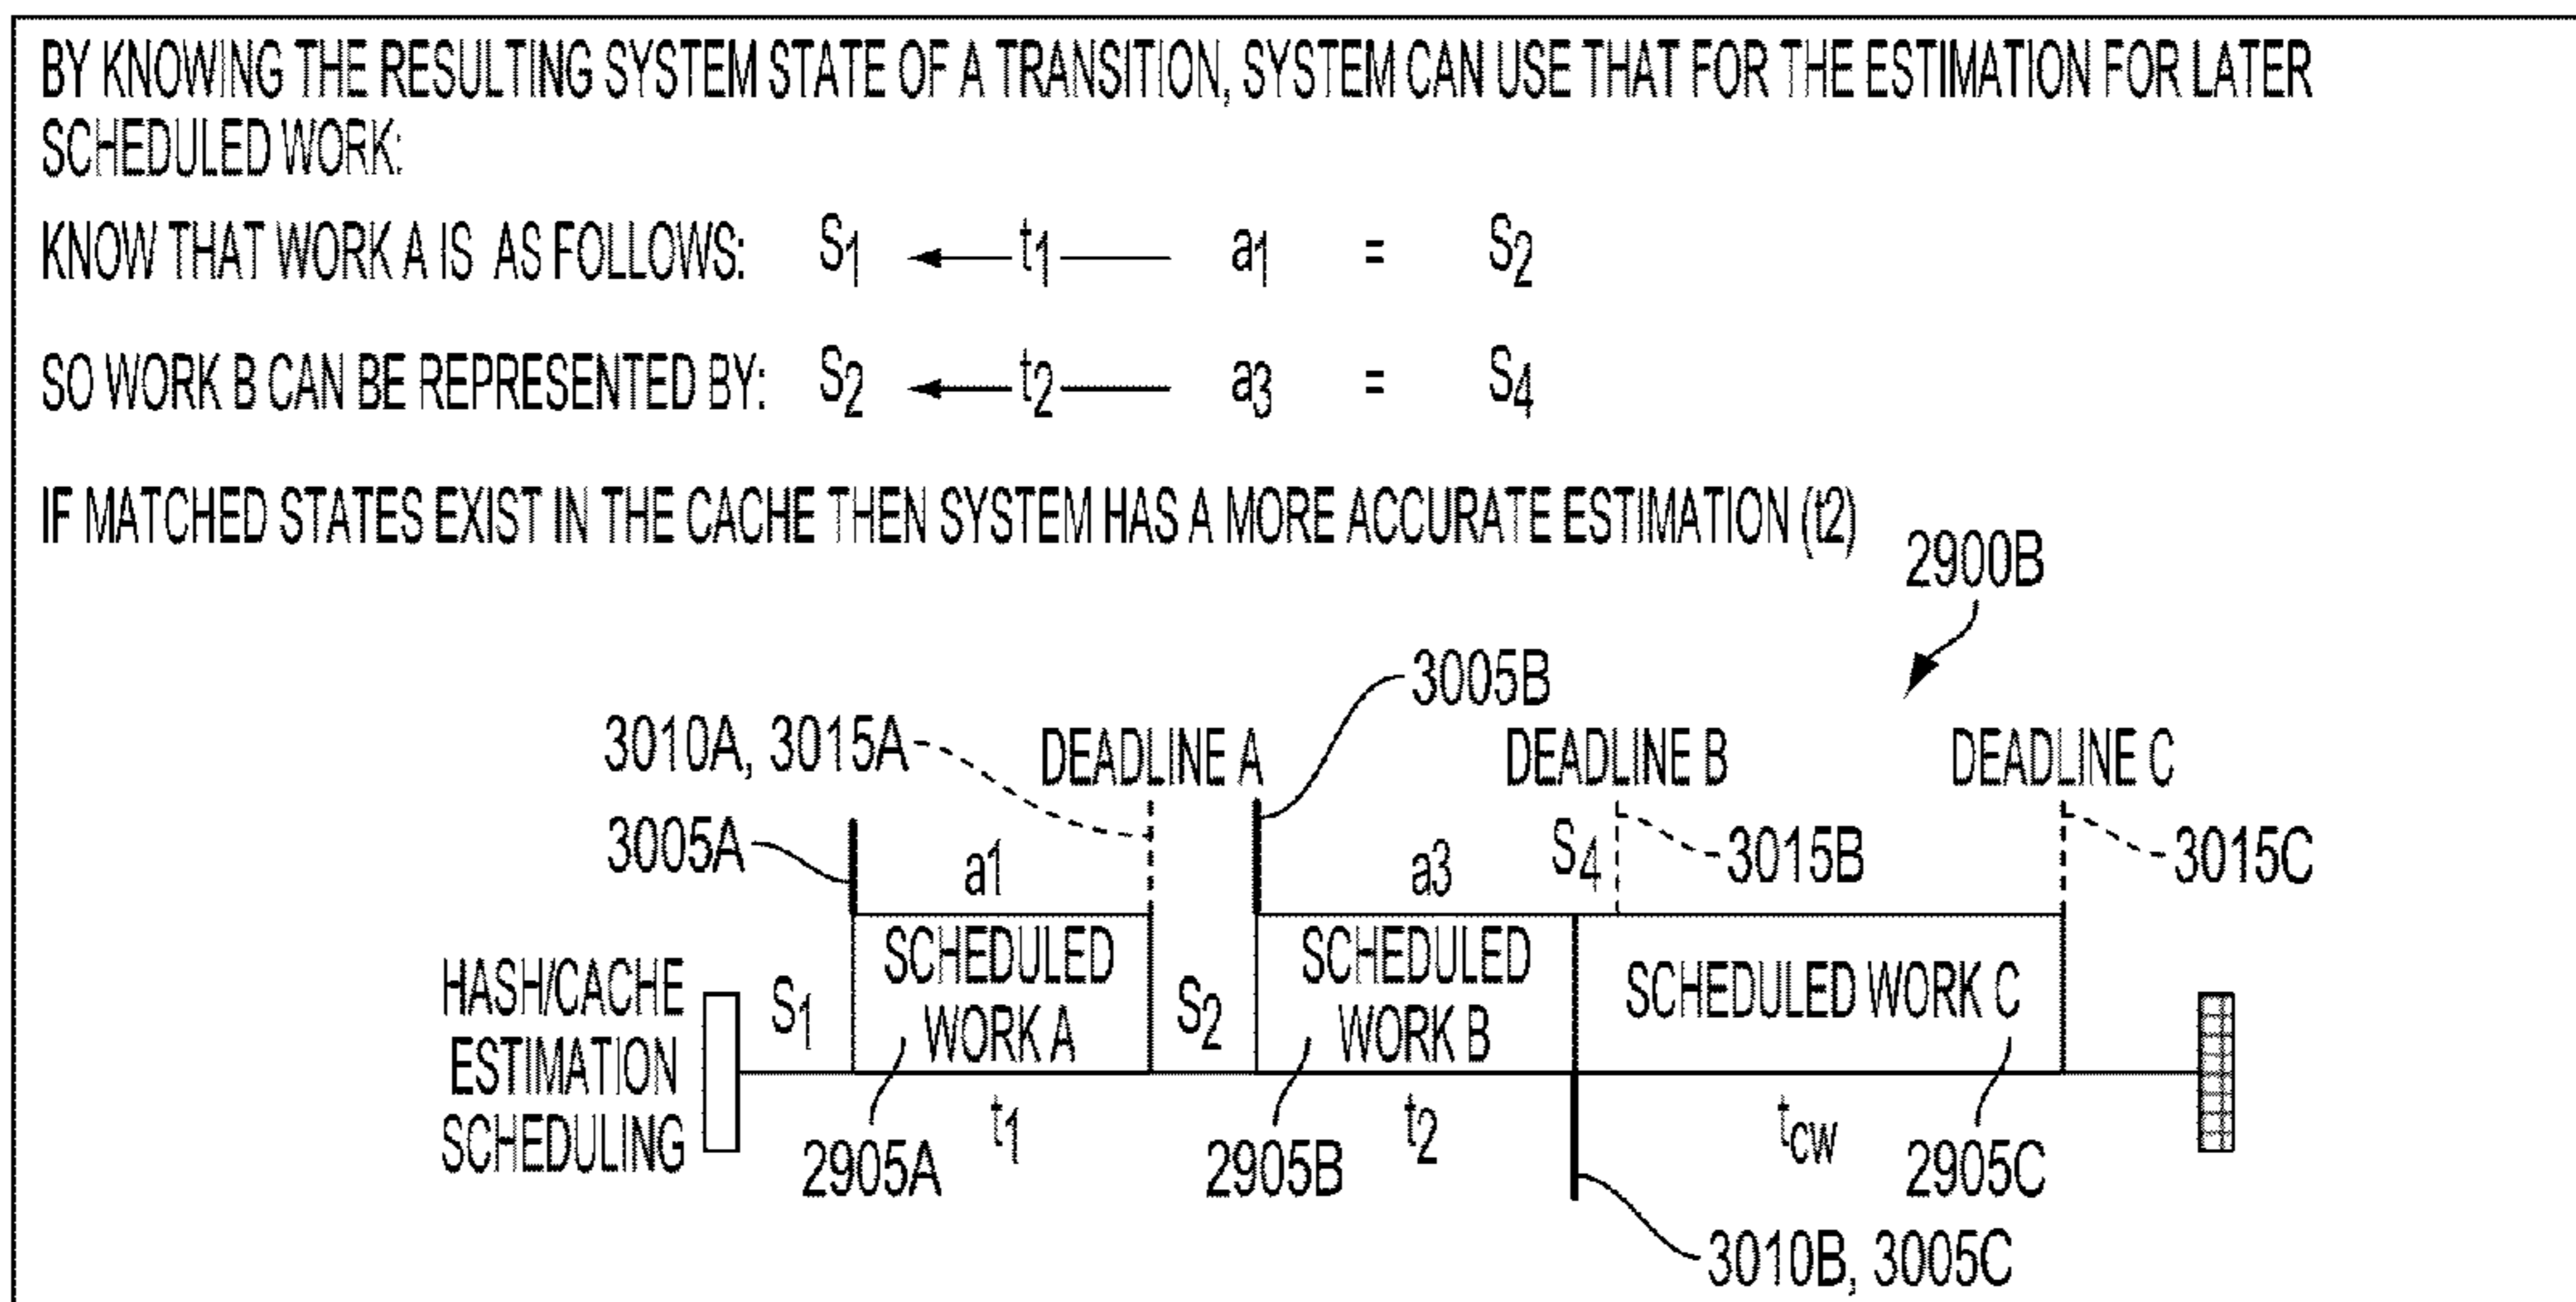 BY KNOWING THE RESULTING SYSTEM STATE OF A TRANSITION, SYSTEM CAN USE THAT FOR THE ESTIMATION FOR LATER
SCHEDULED WORK:
KNOW THAT WORK A IS AS FOLLOWS: S1 ← t1 — a1 = S2
SO WORK B CAN BE REPRESENTED BY: S2 ← t2 — a3 = S4
IF MATCHED STATES EXIST IN THE CACHE THEN SYSTEM HAS A MORE ACCURATE ESTIMATION (t2)
2900B
3005B
3010A, 3015A
DEADLINE A
DEADLINE B
DEADLINE C
3005A
a1
a3
S4
3015B
3015C
HASH/CACHE
ESTIMATION
SCHEDULING
S1
SCHEDULED
WORK A
S2
SCHEDULED
WORK B
SCHEDULED WORK C
2905A
t1
2905B
t2
tCW
2905C
3010B, 3005C